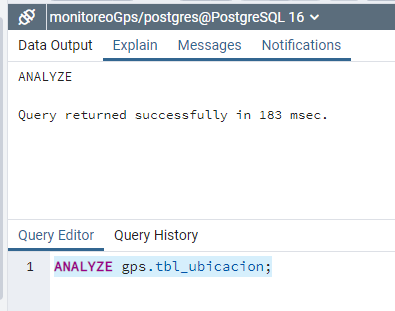 monitoreoGps/postgres@PostgreSQL 16
Data Output Explain Messages Notifications
ANALYZE
Query returned successfully in 183 msec.
Query Editor Query History
1 ANALYZE gps.tbl_ubicacion;